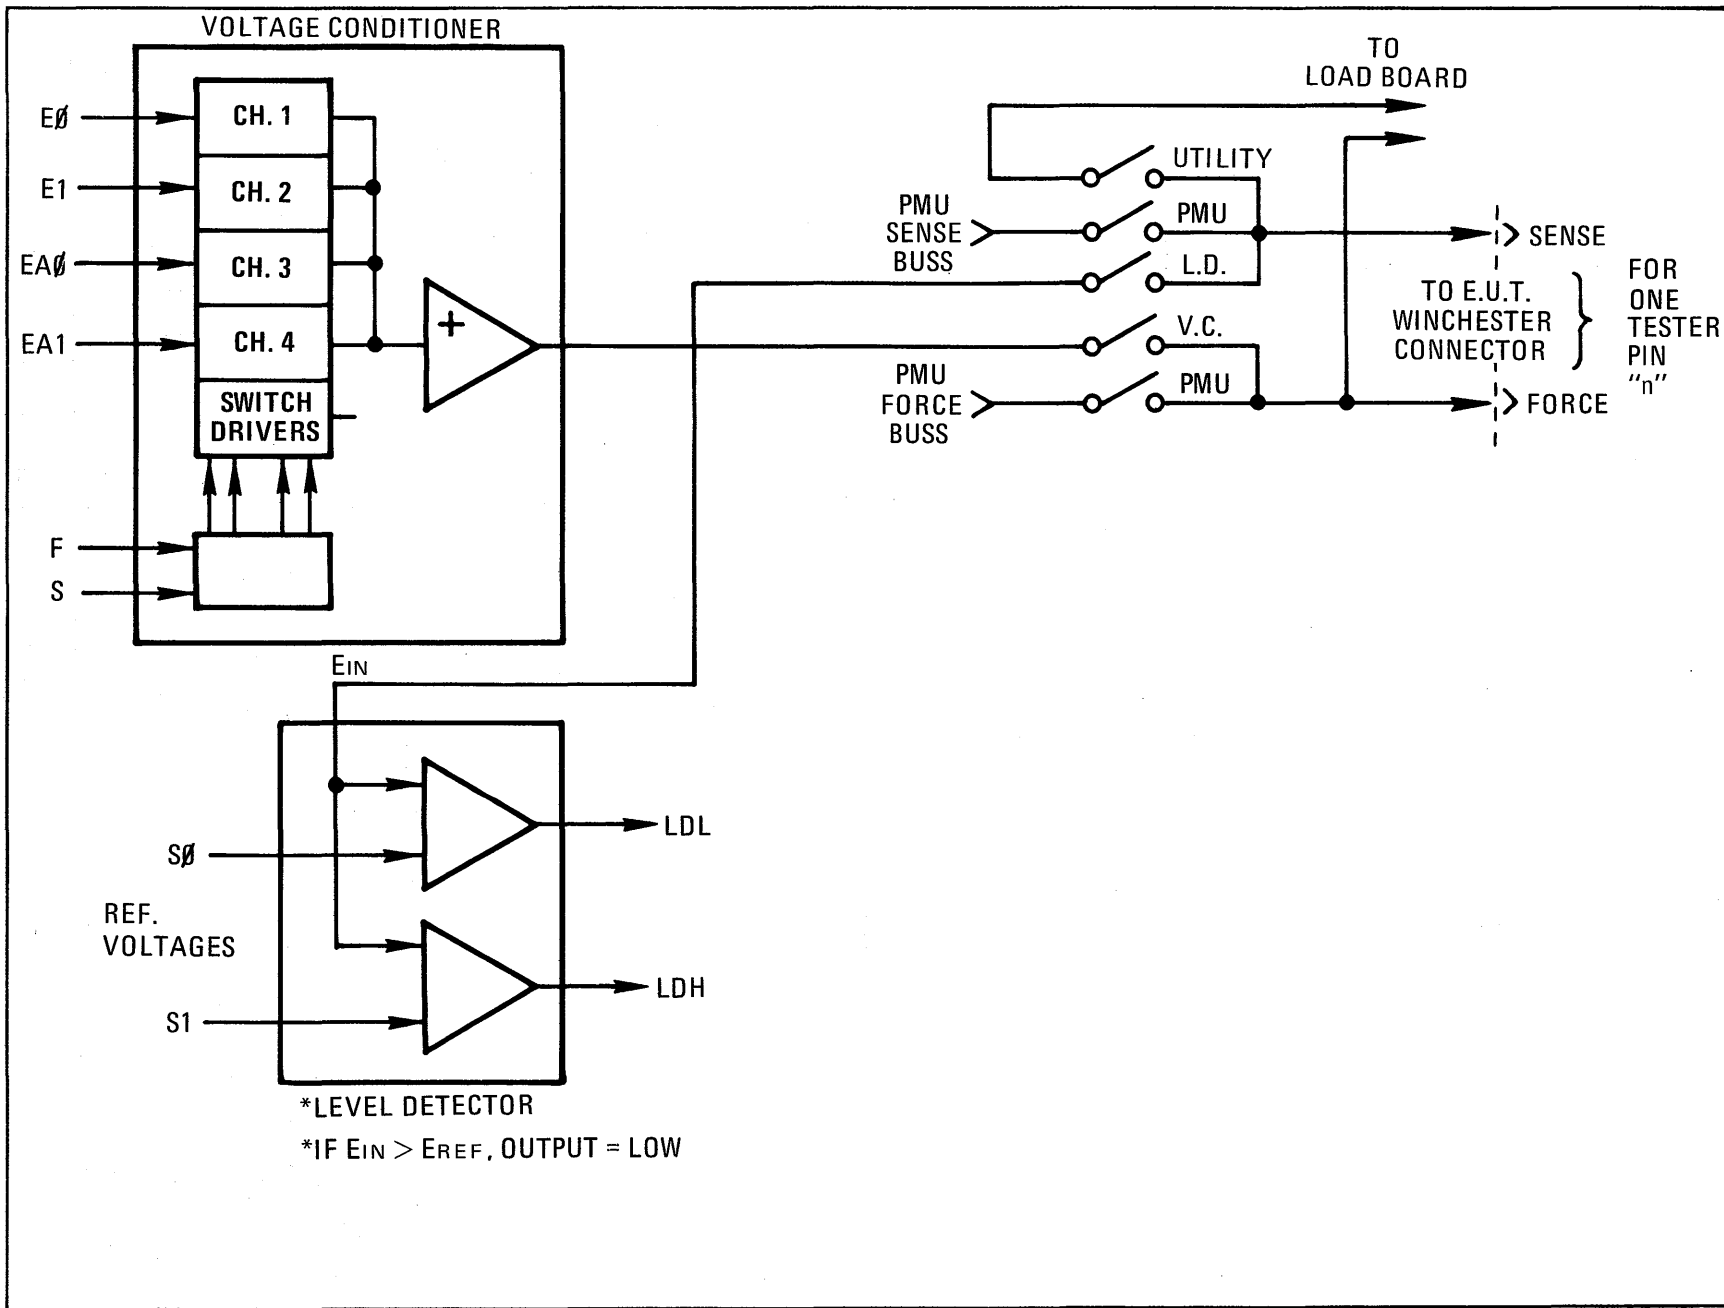 VOLTAGE CONDITIONER
EØ
CH. 1
E1
CH. 2
EAØ
CH. 3
EA1
CH. 4
SWITCH
DRIVERS
+
F
S
TO
LOAD BOARD
UTILITY
PMU
SENSE
BUSS
PMU
L.D.
V.C.
PMU
FORCE
BUSS
PMU
SENSE
TO E.U.T.
WINCHESTER
CONNECTOR
FORCE
FOR
ONE
TESTER
PIN
“n”
EIN
SØ
REF.
VOLTAGES
S1
LDL
LDH
*LEVEL DETECTOR
*IF EIN > EREF, OUTPUT = LOW